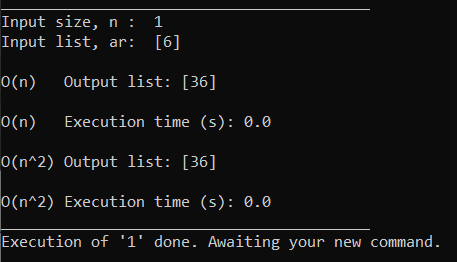 Input size, n :  1
Input list, ar:  [6]
O(n)   Output list: [36]
O(n)   Execution time (s): 0.0
O(n^2) Output list: [36]
O(n^2) Execution time (s): 0.0
Execution of '1' done. Awaiting your new command.